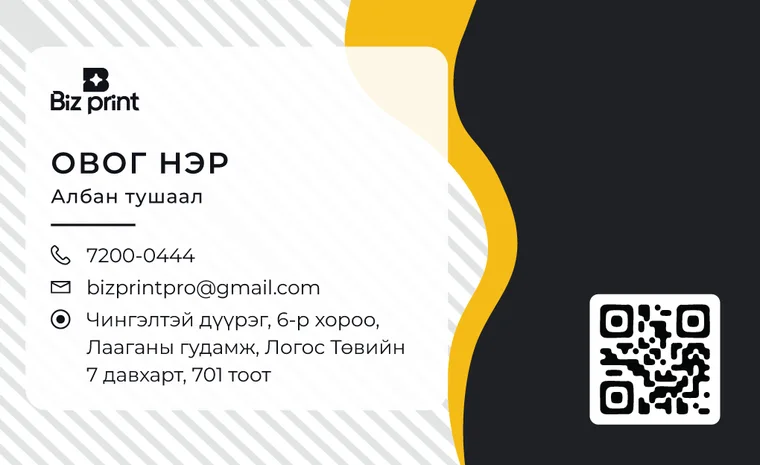 Biz print
ОВОГ НЭР
Албан тушаал
7200-0444
bizprintpro@gmail.com
Чингэлтэй дүүрэг, 6-р хороо,
Лааганы гудамж, Логос Төвийн
7 давхарт, 701 тоот